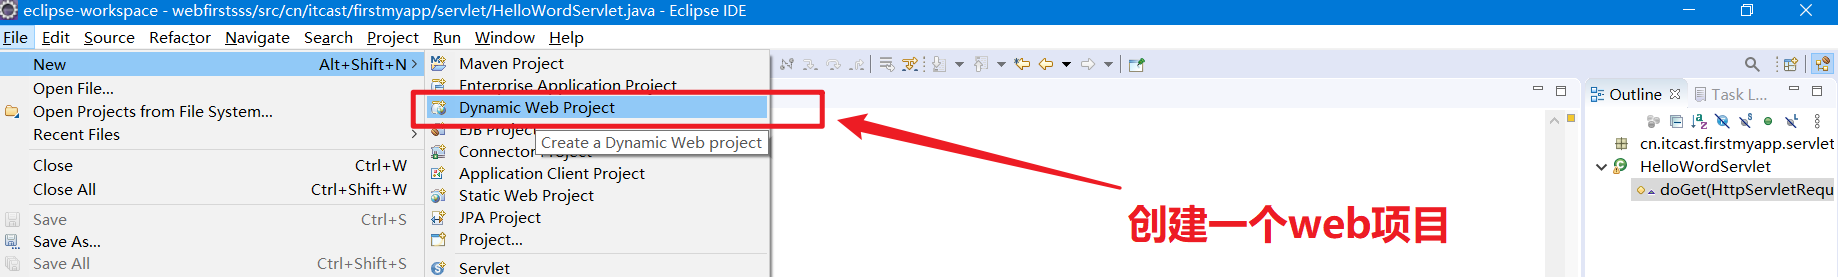 eclipse-workspace - webfirstsss/src/cn/itcast/firstmyapp/servlet/HelloWordServlet.java - Eclipse IDE
File Edit Source Refactor Navigate Search Project Run Window Help
New Alt+Shift+N >
Open File...
Open Projects from File System...
Recent Files >
Close Ctrl+W
Close All Ctrl+Shift+W
Save Ctrl+S
Save As...
Save All Ctrl+Shift+S
Maven Project
Enterprise Application Project
Dynamic Web Project
EJB Project
Create a Dynamic Web project
Connector Project
Application Client Project
Static Web Project
JPA Project
Project...
Servlet
创建一个web项目
Outline Task L...
cn.itcast.firstmyapp.servlet
HelloWordServlet
doGet(HttpServletRequ